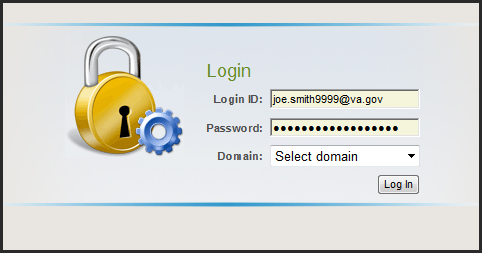 Login
Login ID: joe.smith9999@va.gov
Password: ••••••••••••••••••
Domain: Select domain
Log In